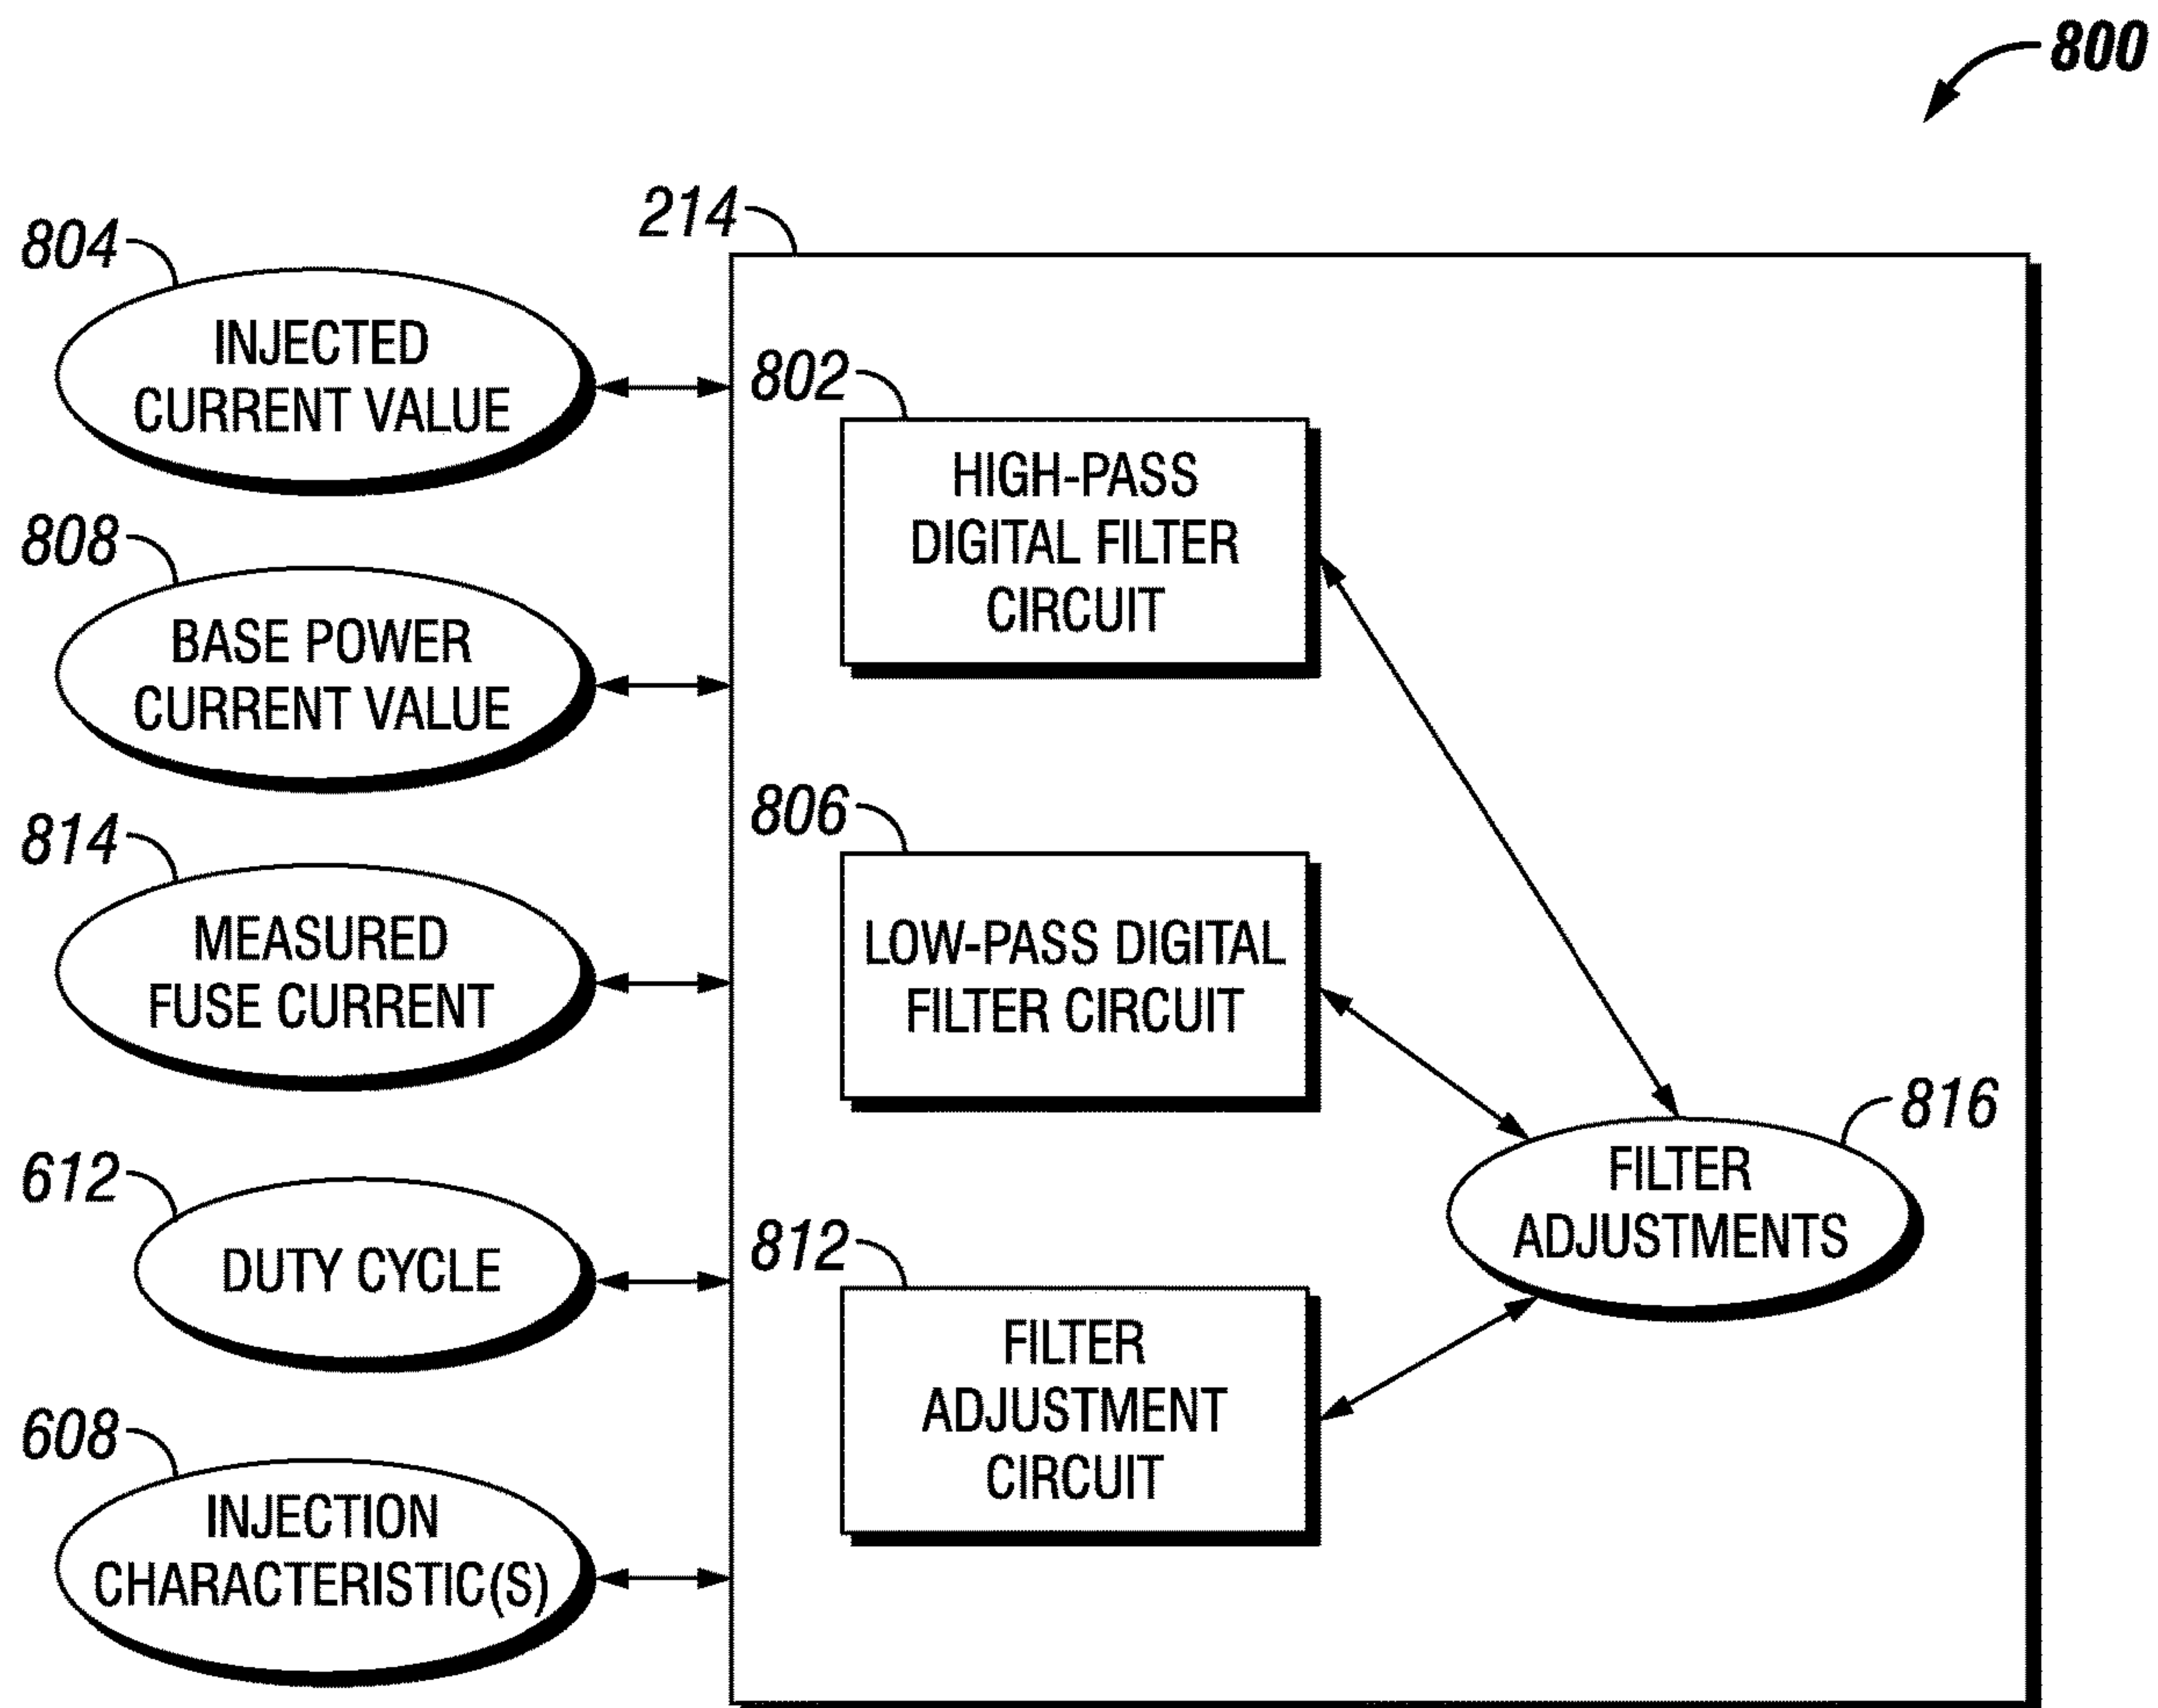 800
214
804
INJECTED
CURRENT VALUE
802
HIGH-PASS
DIGITAL FILTER
CIRCUIT
808
BASE POWER
CURRENT VALUE
806
LOW-PASS DIGITAL
FILTER CIRCUIT
814
MEASURED
FUSE CURRENT
816
FILTER
ADJUSTMENTS
612
DUTY CYCLE
812
FILTER
ADJUSTMENT
CIRCUIT
608
INJECTION
CHARACTERISTIC(S)